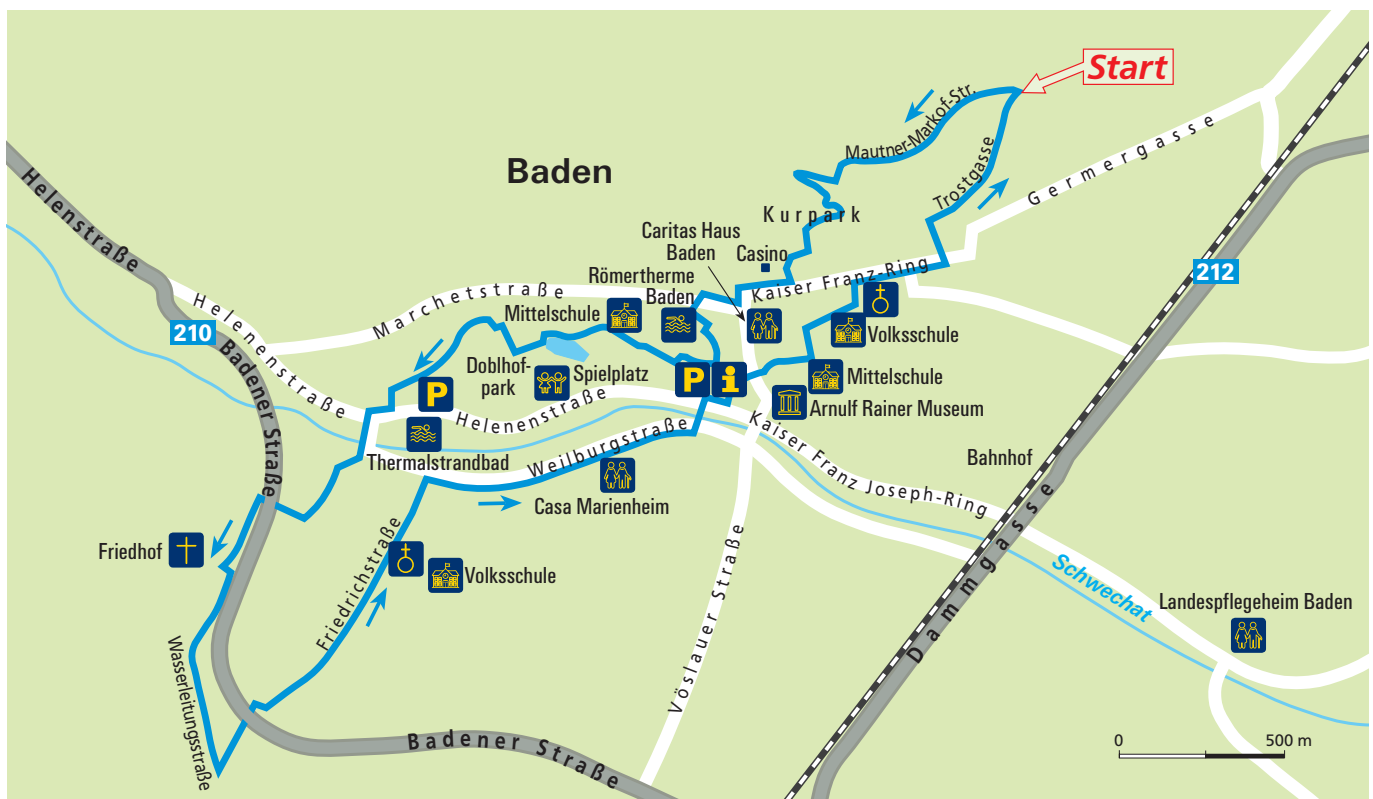 Start
Mautner-Markof-Str.
Baden
Helenstraße
Trostgasse
Germergasse
Kurpark
Caritas Haus
Baden
Casino
212
Römertherme
Baden
Kaiser Franz-Ring
Helenenstraße
Marchetstraße
Mittelschule
210
Volksschule
Badener Straße
Doblhof-
park
Spielplatz
P
i
Mittelschule
P
Helenenstraße
Arnulf Rainer Museum
Thermalstrandbad
Weilburgstraße
Kaiser Franz Joseph-Ring
Bahnhof
Casa Marienheim
Friedhof
Friedrichstraße
Volksschule
Vöslauer Straße
Dammgasse
Schwechat
Landespflegeheim Baden
Wasserleitungsstraße
Badener Straße
0 500 m